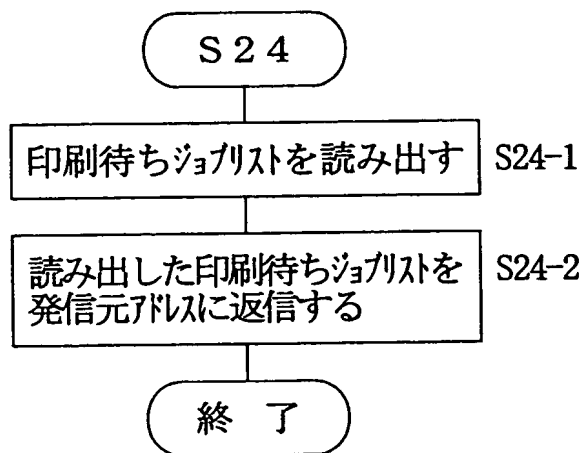 S24
印刷待ちｼﾞｮﾌﾞﾘｽﾄを読み出す
S24-1
読み出した印刷待ちｼﾞｮﾌﾞﾘｽﾄを
発信元ｱﾄﾞﾚｽに返信する
S24-2
終 了